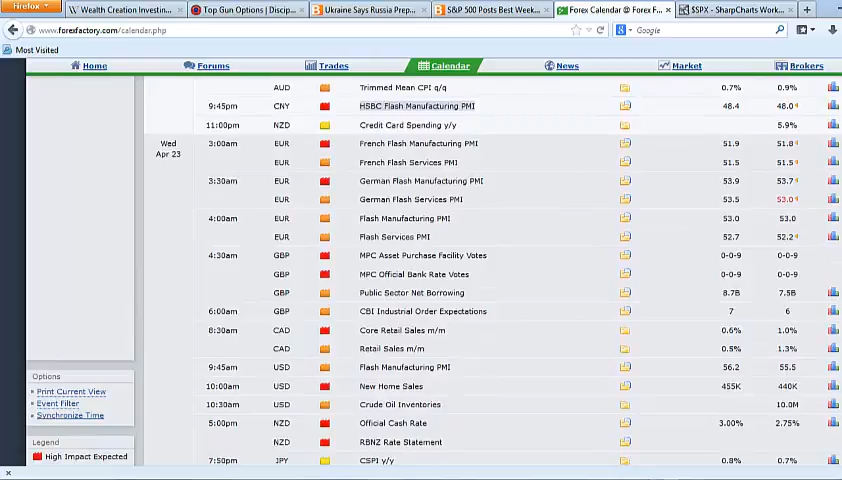 Firefox
Wealth Creation Investin...
Top Gun Options | Discip...
Ukraine Says Russia Prep...
S&P 500 Posts Best Week...
Forex Calendar @ Forex F...
$SPX - SharpCharts Work...
www.forexfactory.com/calendar.php
Google
Most Visited
Home
Forums
Trades
Calendar
News
Market
Brokers
AUD Trimmed Mean CPI q/q 0.7% 0.9%
9:45pm CNY HSBC Flash Manufacturing PMI 48.4 48.0
11:00pm NZD Credit Card Spending y/y 5.9%
Wed 3:00am EUR French Flash Manufacturing PMI 51.9 51.8
Apr 23
EUR French Flash Services PMI 51.5 51.5
3:30am EUR German Flash Manufacturing PMI 53.9 53.7
EUR German Flash Services PMI 53.5 53.0
4:00am EUR Flash Manufacturing PMI 53.0 53.0
EUR Flash Services PMI 52.7 52.2
4:30am GBP MPC Asset Purchase Facility Votes 0-0-9 0-0-9
GBP MPC Official Bank Rate Votes 0-0-9 0-0-9
GBP Public Sector Net Borrowing 8.7B 7.5B
6:00am GBP CBI Industrial Order Expectations 7 6
8:30am CAD Core Retail Sales m/m 0.6% 1.0%
CAD Retail Sales m/m 0.5% 1.3%
9:45am USD Flash Manufacturing PMI 56.2 55.5
10:00am USD New Home Sales 455K 440K
10:30am USD Crude Oil Inventories 10.0M
5:00pm NZD Official Cash Rate 3.00% 2.75%
NZD RBNZ Rate Statement
7:50pm JPY CSPI y/y 0.8% 0.7%
Options
Print Current View
Event Filter
Synchronize Time
Legend
High Impact Expected